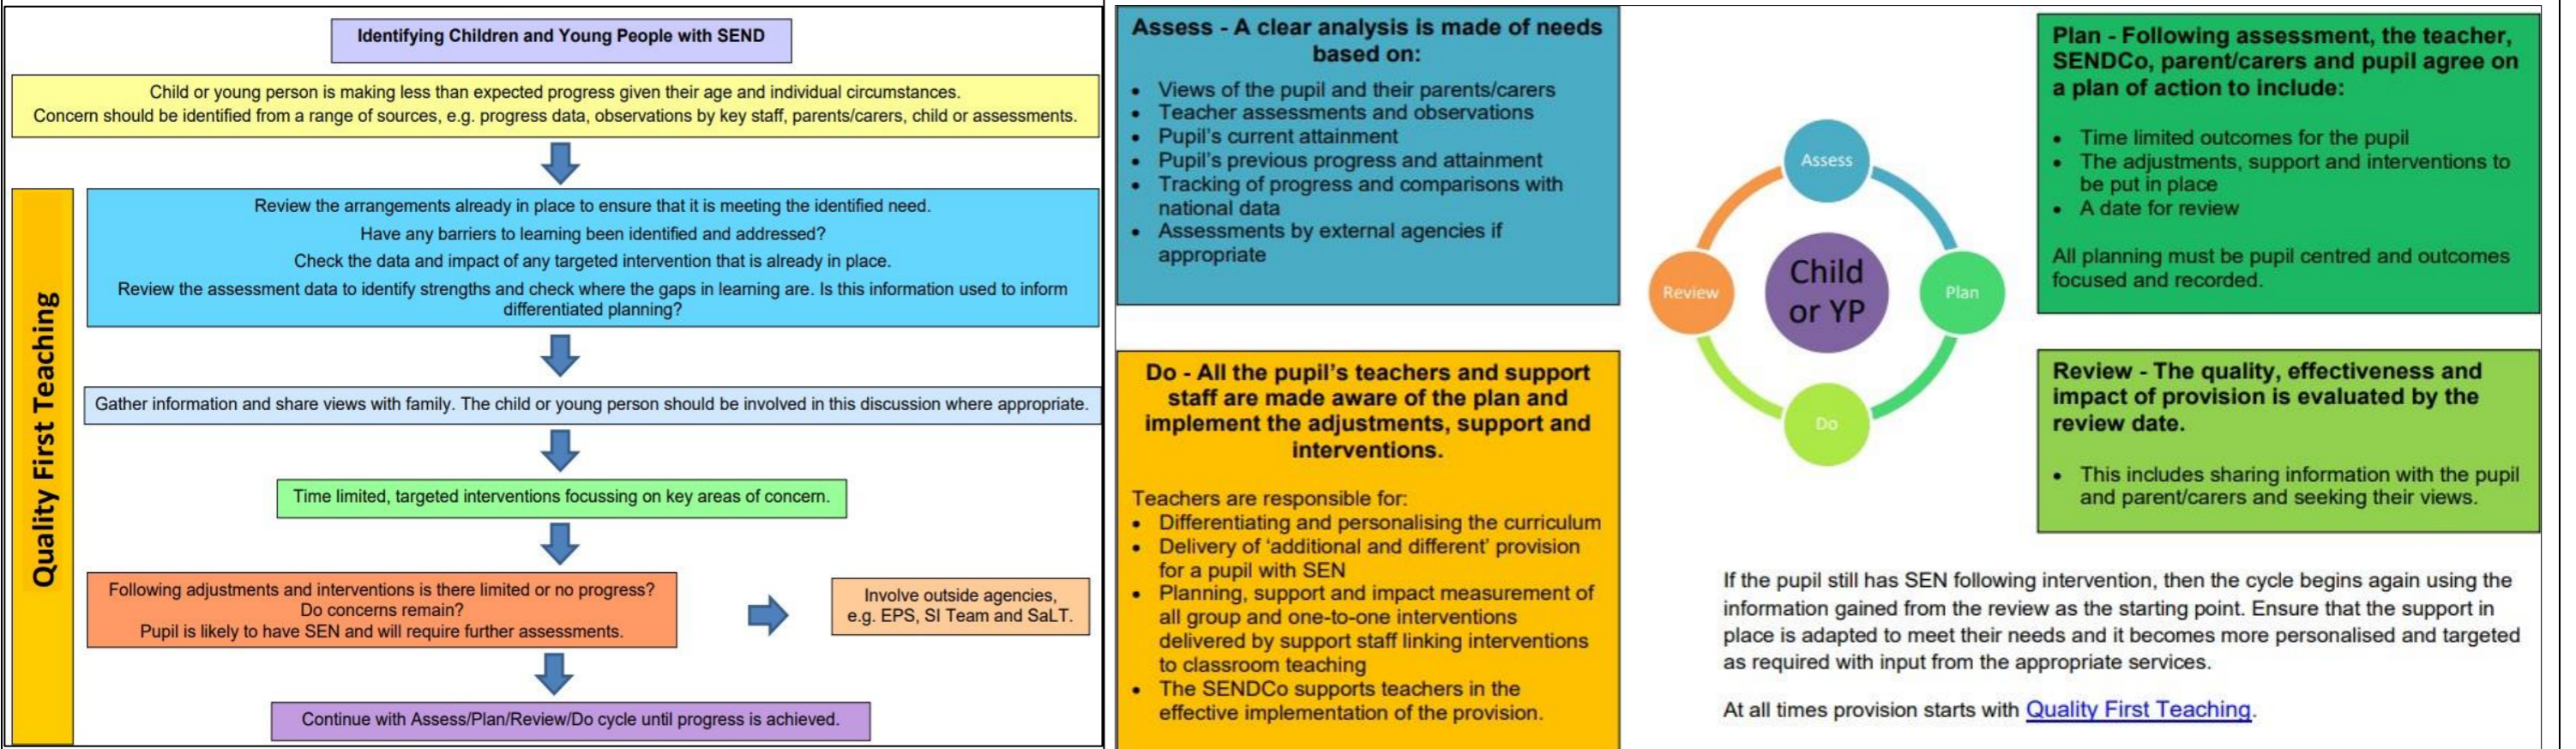 Identifying Children and Young People with SEND
Child or young person is making less than expected progress given their age and individual circumstances.
Concern should be identified from a range of sources, e.g. progress data, observations by key staff, parents/carers, child or assessments.
Quality First Teaching
Review the arrangements already in place to ensure that it is meeting the identified need.
Have any barriers to learning been identified and addressed?
Check the data and impact of any targeted intervention that is already in place.
Review the assessment data to identify strengths and check where the gaps in learning are. Is this information used to inform
differentiated planning?
Gather information and share views with family. The child or young person should be involved in this discussion where appropriate.
Time limited, targeted interventions focussing on key areas of concern.
Following adjustments and interventions is there limited or no progress?
Do concerns remain?
Pupil is likely to have SEN and will require further assessments.
Involve outside agencies,
e.g. EPS, SI Team and SaLT.
Continue with Assess/Plan/Review/Do cycle until progress is achieved.
Assess - A clear analysis is made of needs
based on:
• Views of the pupil and their parents/carers
• Teacher assessments and observations
• Pupil's current attainment
• Pupil's previous progress and attainment
• Tracking of progress and comparisons with
national data
• Assessments by external agencies if
appropriate
Do - All the pupil's teachers and support
staff are made aware of the plan and
implement the adjustments, support and
interventions.
Teachers are responsible for:
• Differentiating and personalising the curriculum
• Delivery of 'additional and different' provision
for a pupil with SEN
• Planning, support and impact measurement of
all group and one-to-one interventions
delivered by support staff linking interventions
to classroom teaching
• The SENDCo supports teachers in the
effective implementation of the provision.
Assess
Review
Child
or YP
Plan
Do
Plan - Following assessment, the teacher,
SENDCo, parent/carers and pupil agree on
a plan of action to include:
• Time limited outcomes for the pupil
• The adjustments, support and interventions to
be put in place
• A date for review
All planning must be pupil centred and outcomes
focused and recorded.
Review - The quality, effectiveness and
impact of provision is evaluated by the
review date.
• This includes sharing information with the pupil
and parent/carers and seeking their views.
If the pupil still has SEN following intervention, then the cycle begins again using the
information gained from the review as the starting point. Ensure that the support in
place is adapted to meet their needs and it becomes more personalised and targeted
as required with input from the appropriate services.
At all times provision starts with Quality First Teaching.